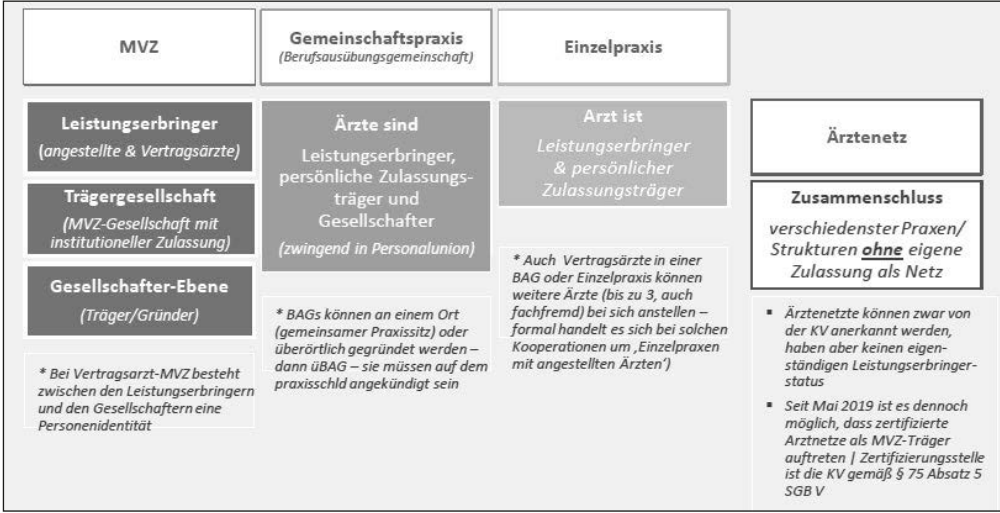 MVZ
Gemeinschaftspraxis
(Berufsausübungsgemeinschaft)
Einzelpraxis
Leistungserbringer
(angestellte & Vertragsärzte)
Trägergesellschaft
(MVZ-Gesellschaft mit
institutioneller Zulassung)
Gesellschafter-Ebene
(Träger/Gründer)
* Bei Vertragsarzt-MVZ besteht
zwischen den Leistungserbringern
und den Gesellschaftern eine
Personenidentität
Ärzte sind
Leistungserbringer,
persönliche Zulassungs-
träger und
Gesellschafter
(zwingend in Personalunion)
* BAGs können an einem Ort
(gemeinsamer Praxissitz) oder
überörtlich gegründet werden –
dann üBAG – sie müssen auf dem
praxisschld angekündigt sein
Arzt ist
Leistungserbringer
& persönlicher
Zulassungsträger
* Auch Vertragsärzte in einer
BAG oder Einzelpraxis können
weitere Ärzte (bis zu 3, auch
fachfremd) bei sich anstellen –
formal handelt es sich bei solchen
Kooperationen um ‚Einzelpraxen
mit angestellten Ärzten‘)
Ärztenetz
Zusammenschluss
verschiedenster Praxen/
Strukturen ohne eigene
Zulassung als Netz
▪ Ärztenetzte können zwar von
der KV anerkannt werden,
haben aber keinen eigen-
ständigen Leistungserbringer-
status
▪ Seit Mai 2019 ist es dennoch
möglich, dass zertifizierte
Arztnetze als MVZ-Träger
auftreten | Zertifizierungsstelle
ist die KV gemäß § 75 Absatz 5
SGB V